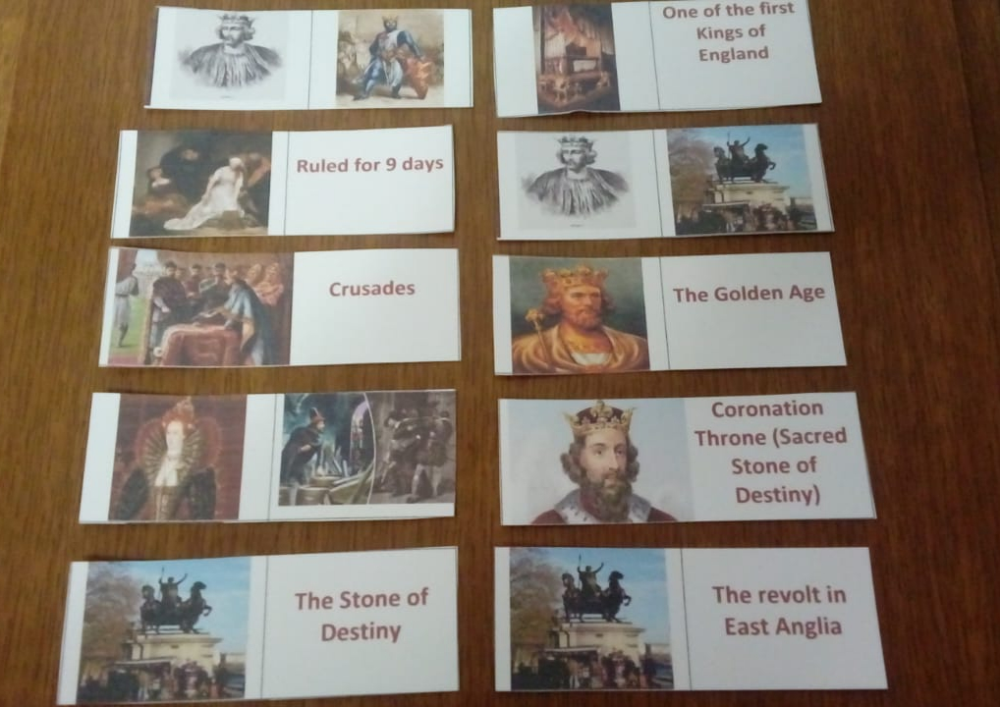 One of the first
Kings of
England
Ruled for 9 days
Crusades
The Golden Age
Coronation
Throne (Sacred
Stone of
Destiny)
The Stone of
Destiny
The revolt in
East Anglia